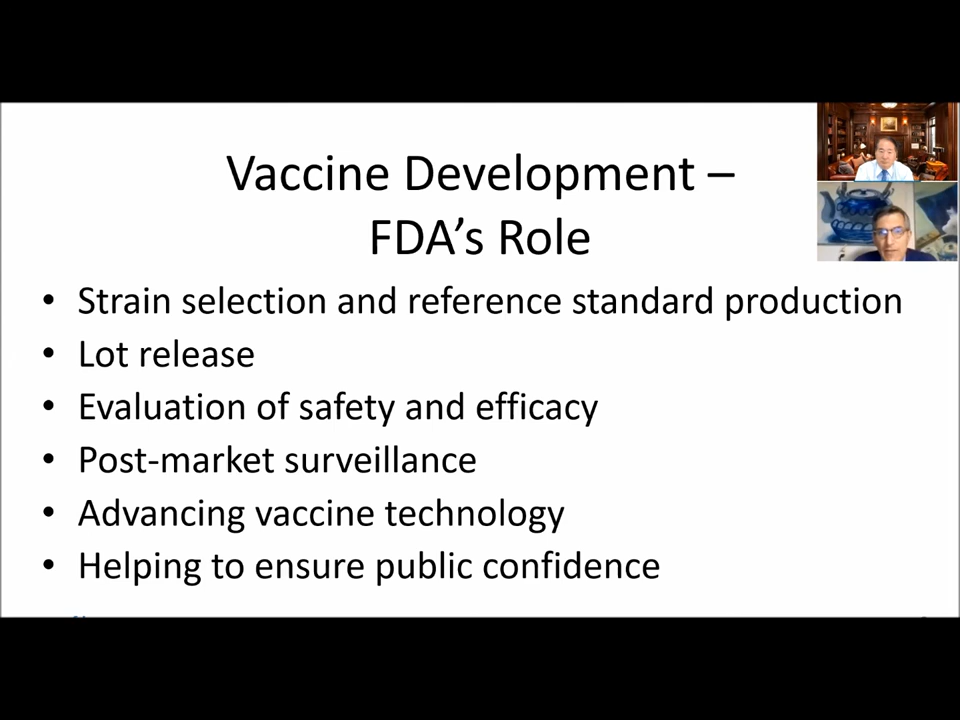 Vaccine Development –
FDA's Role
• Strain selection and reference standard production
• Lot release
• Evaluation of safety and efficacy
• Post-market surveillance
• Advancing vaccine technology
• Helping to ensure public confidence